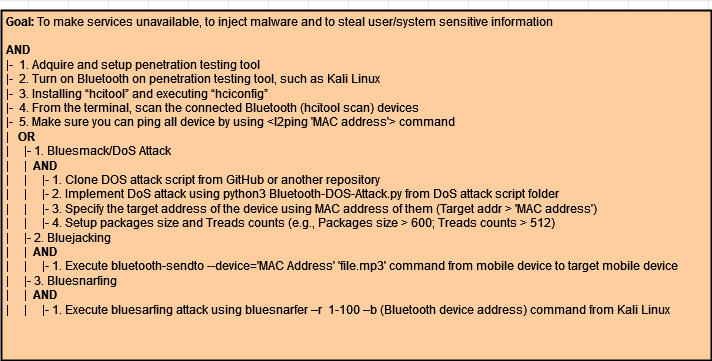 Goal: To make services unavailable, to inject malware and to steal user/system sensitive information
AND
|- 1. Adquire and setup penetration testing tool
|- 2. Turn on Bluetooth on penetration testing tool, such as Kali Linux
|- 3. Installing “hcitool” and executing “hciconfig”
|- 4. From the terminal, scan the connected Bluetooth (hcitool scan) devices
|- 5. Make sure you can ping all device by using <l2ping 'MAC address'> command
| OR
| |- 1. Bluesmack/DoS Attack
| | AND
| | |- 1. Clone DOS attack script from GitHub or another repository
| | |- 2. Implement DoS attack using python3 Bluetooth-DOS-Attack.py from DoS attack script folder
| | |- 3. Specify the target address of the device using MAC address of them (Target addr > 'MAC address')
| | |- 4. Setup packages size and Treads counts (e.g., Packages size > 600; Treads counts > 512)
| |- 2. Bluejacking
| | AND
| | |- 1. Execute bluetooth-sendto --device='MAC Address' 'file.mp3' command from mobile device to target mobile device
| |- 3. Bluesnarfing
| | AND
| | |- 1. Execute bluesarfing attack using bluesnarfer –r 1-100 –b (Bluetooth device address) command from Kali Linux